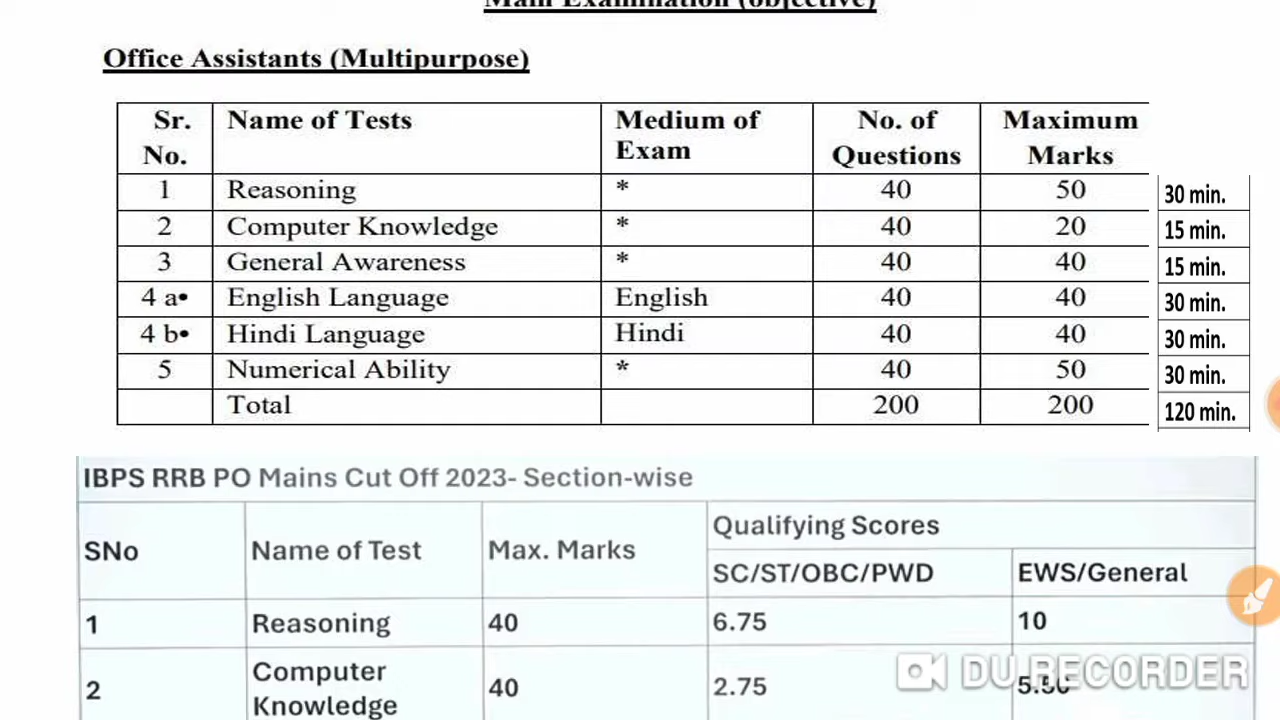 Main Examination (objective)
Office Assistants (Multipurpose)
Sr. No. Name of Tests Medium of Exam No. of Questions Maximum Marks
1 Reasoning * 40 50 30 min.
2 Computer Knowledge * 40 20 15 min.
3 General Awareness * 40 40 15 min.
4 a• English Language English 40 40 30 min.
4 b• Hindi Language Hindi 40 40 30 min.
5 Numerical Ability * 40 50 30 min.
Total 200 200 120 min.
IBPS RRB PO Mains Cut Off 2023- Section-wise
SNo Name of Test Max. Marks Qualifying Scores
SC/ST/OBC/PWD EWS/General
1 Reasoning 40 6.75 10
2 Computer Knowledge 40 2.75 5.50
DU RECORDER